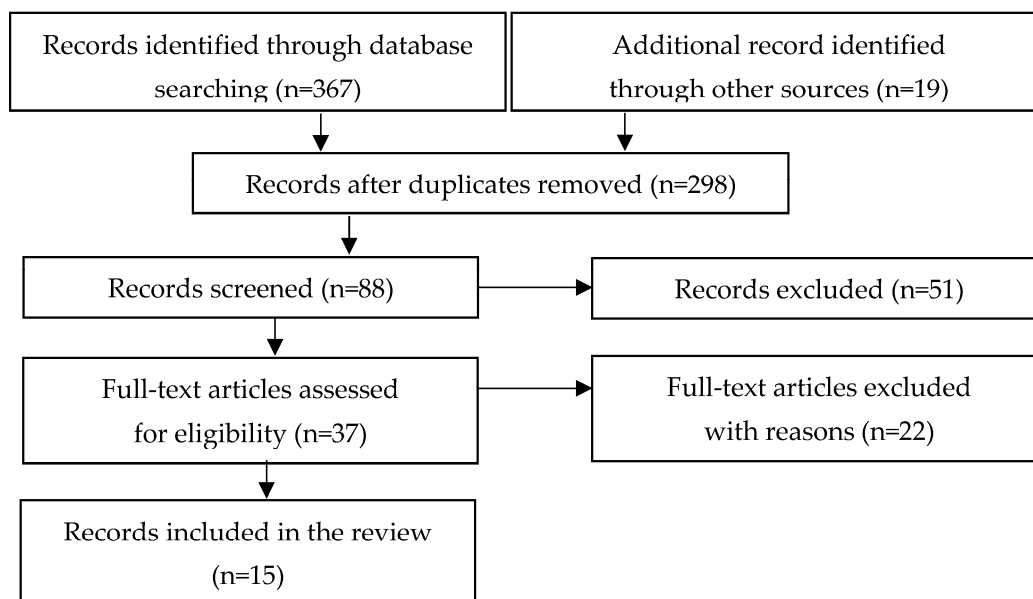 Records identified through database
searching (n=367)
Additional record identified
through other sources (n=19)
Records after duplicates removed (n=298)
Records screened (n=88)
Records excluded (n=51)
Full-text articles assessed
for eligibility (n=37)
Full-text articles excluded
with reasons (n=22)
Records included in the review
(n=15)